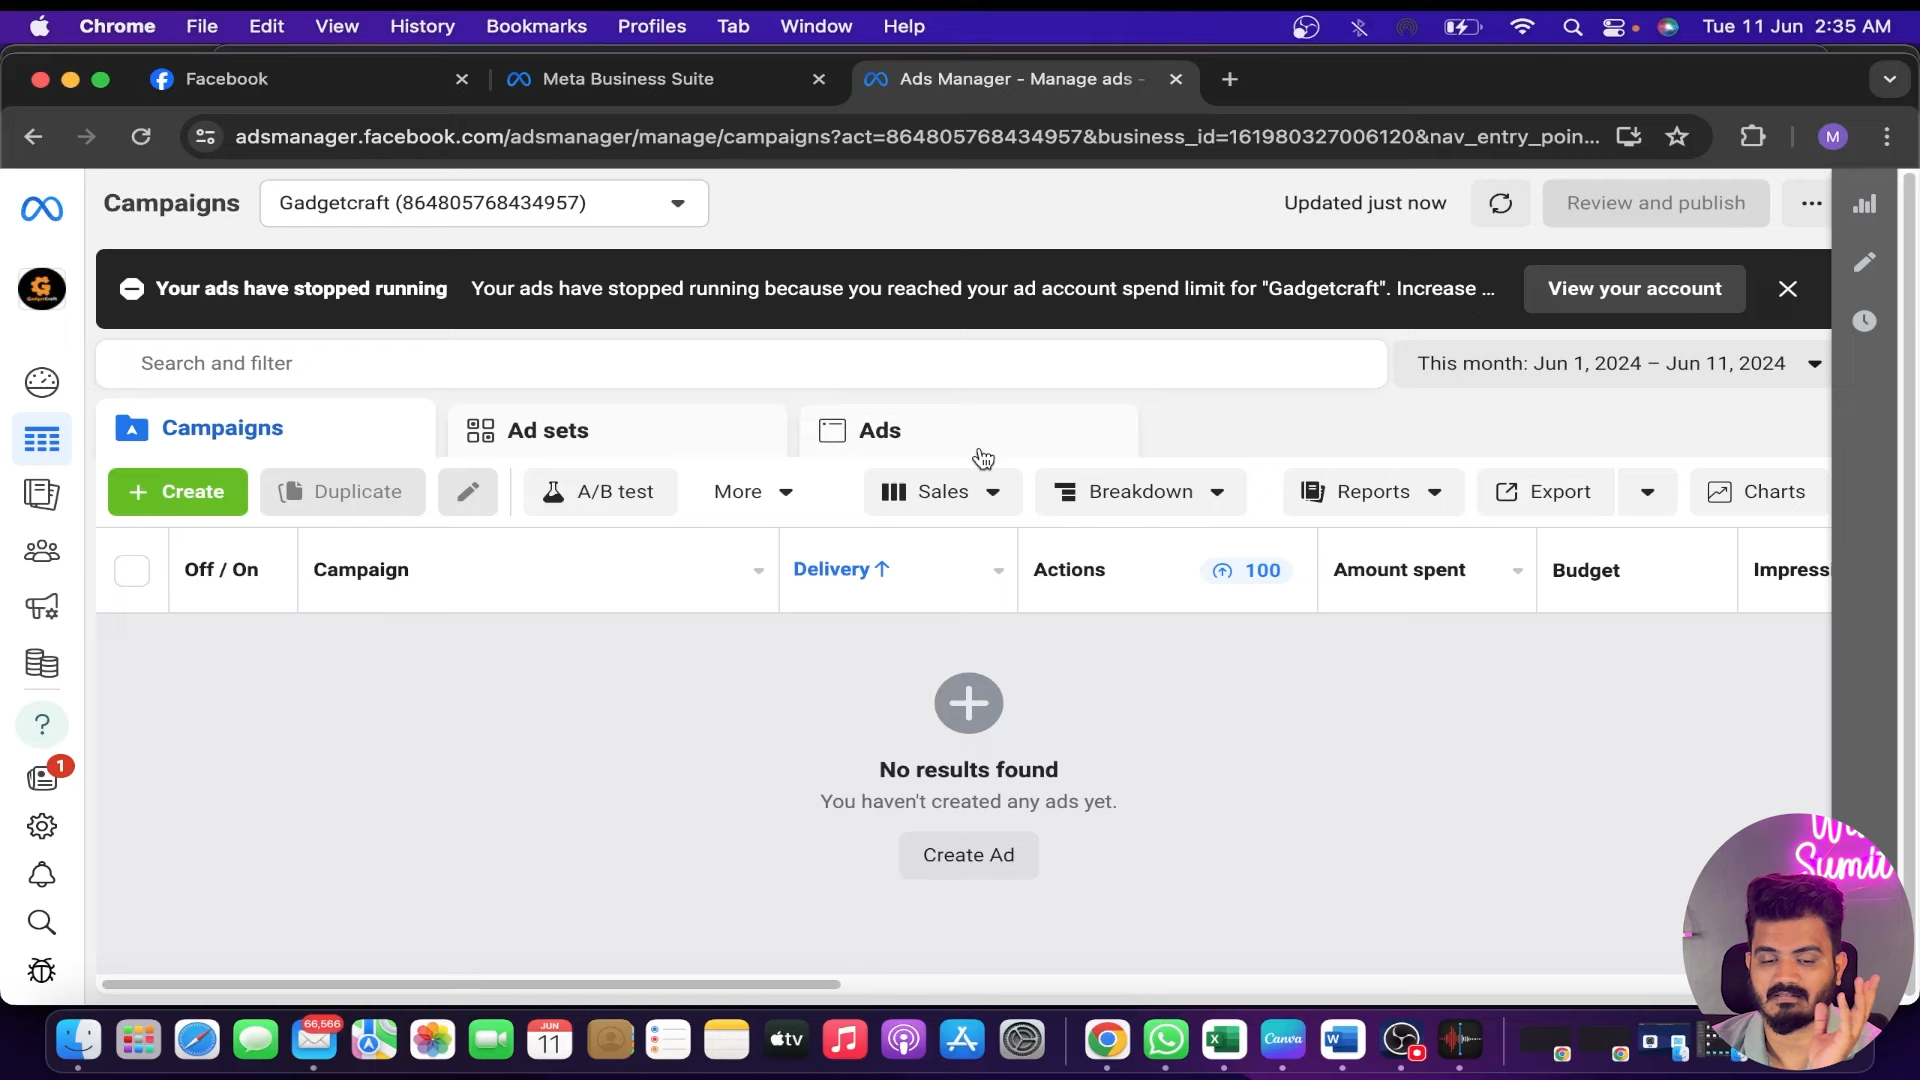 Chrome File Edit View History Bookmarks Profiles Tab Window Help Tue 11 Jun 2:35 AM
Facebook Meta Business Suite Ads Manager - Manage ads -
adsmanager.facebook.com/adsmanager/manage/campaigns?act=864805768434957&business_id=161980327006120&nav_entry_poin... M
Campaigns Gadgetcraft (864805768434957) Updated just now Review and publish ...
Your ads have stopped running Your ads have stopped running because you reached your ad account spend limit for "Gadgetcraft". Increase ... View your account
Search and filter This month: Jun 1, 2024 – Jun 11, 2024
Campaigns Ad sets Ads
+ Create Duplicate A/B test More Sales Breakdown Reports Export Charts
Off / On Campaign Delivery ↑ Actions 100 Amount spent Budget Impressi
No results found
You haven't created any ads yet.
Create Ad
?
1
Sumit
66,566
JUN
11
tv
Canva